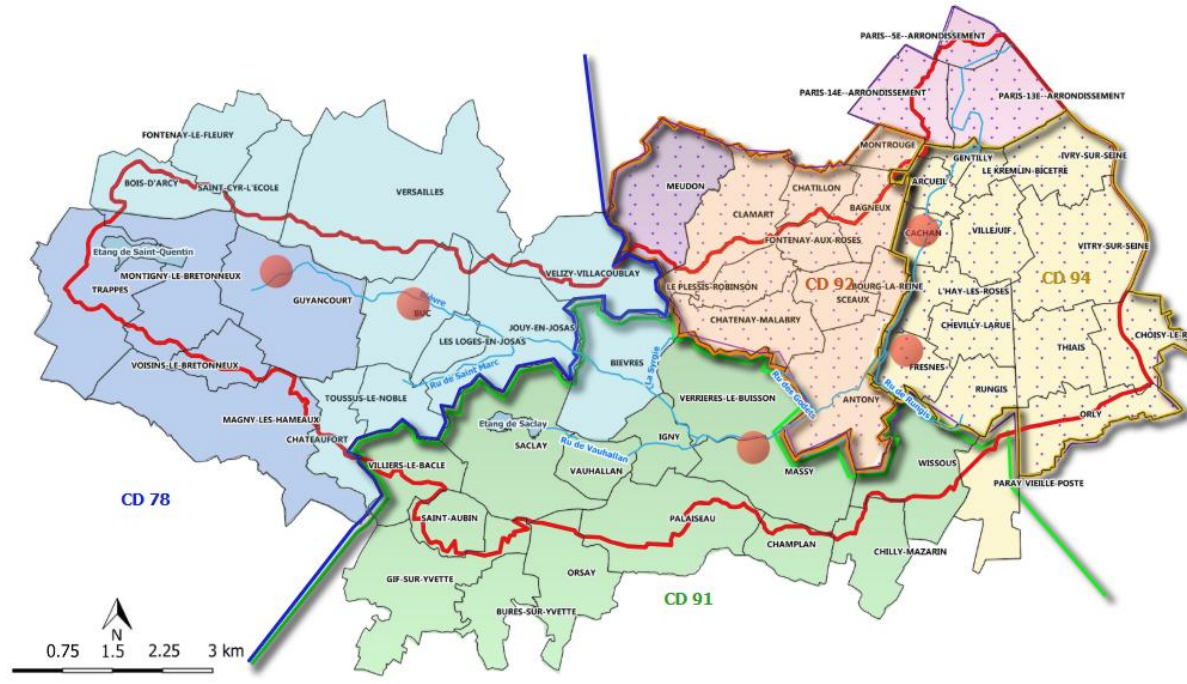 PARIS--5E--ARRONDISSEMENT
PARIS-14E--ARRONDISSEMENT
PARIS-13E--ARRONDISSEMENT
FONTENAY-LE-FLEURY
MONTROUGE
GENTILLY
IVRY-SUR-SEINE
LE KREMLIN-BICETRE
BOIS-D'ARCY
SAINT-CYR-L'ECOLE
VERSAILLES
MEUDON
CHATILLON
ARCUEIL
CLAMART
BAGNEUX
CACHAN
VILLEJUIF
FONTENAY-AUX-ROSES
VITRY-SUR-SEINE
Etang de Saint-Quentin
MONTIGNY-LE-BRETONNEUX
VELIZY-VILLACOUBLAY
TRAPPES
GUYANCOURT
Bièvre
BUC
LE PLESSIS-ROBINSON
CD 92
BOURG-LA-REINE
SCEAUX
L'HAY-LES-ROSES
CD 94
CHATENAY-MALABRY
JOUY-EN-JOSAS
CHEVILLY-LARUE
CHOISY-LE-R
LES LOGES-EN-JOSAS
THIAIS
VOISINS-LE-BRETONNEUX
Ru de Saint Marc
BIEVRES
La Sygrie
FRESNES
Ru des Godets
Ru de Rungis
RUNGIS
TOUSSUS-LE-NOBLE
VERRIERES-LE-BUISSON
ANTONY
MAGNY-LES-HAMEAUX
ORLY
Etang de Saclay
CHATEAUFORT
SACLAY
Ru de Vauhallan
IGNY
VILLIERS-LE-BACLE
VAUHALLAN
MASSY
WISSOUS
PARAY-VIEILLE-POSTE
CD 78
SAINT-AUBIN
PALAISEAU
CHAMPLAN
CHILLY-MAZARIN
GIF-SUR-YVETTE
ORSAY
CD 91
BURES-SUR-YVETTE
N
0.75 1.5 2.25 3 km